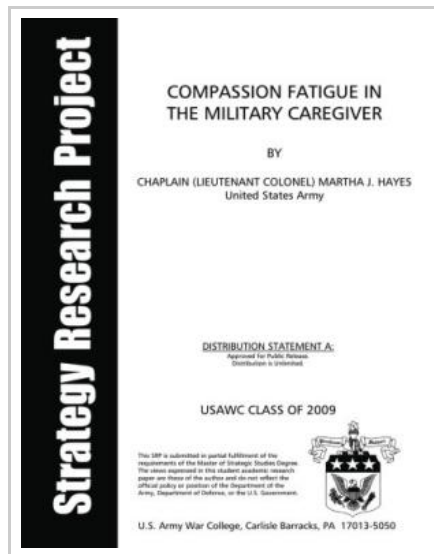 Strategy Research Project
COMPASSION FATIGUE IN
THE MILITARY CAREGIVER
BY
CHAPLAIN (LIEUTENANT COLONEL) MARTHA J. HAYES
United States Army
DISTRIBUTION STATEMENT A:
Approved for Public Release.
Distribution is Unlimited.
USAWC CLASS OF 2009
This SRP is submitted in partial fulfillment of the
requirements of the Master of Strategic Studies Degree.
The views expressed in this student academic research
paper are those of the author and do not reflect the
official policy or position of the Department of the
Army, Department of Defense, or the U.S. Government.
U.S. Army War College, Carlisle Barracks, PA 17013-5050